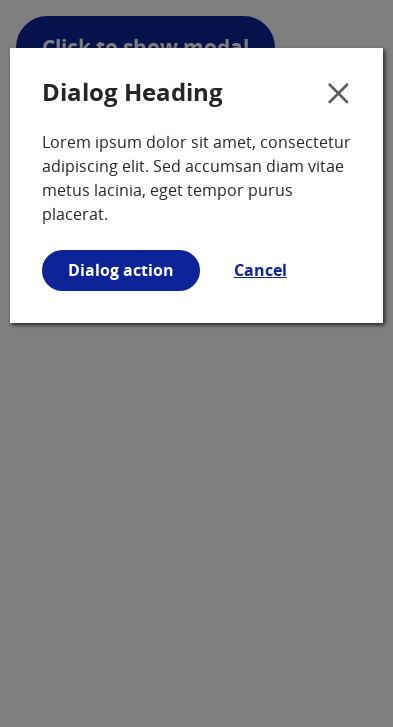 Click to show modal
Dialog Heading
Lorem ipsum dolor sit amet, consectetur
adipiscing elit. Sed accumsan diam vitae
metus lacinia, eget tempor purus
placerat.
Dialog action
Cancel